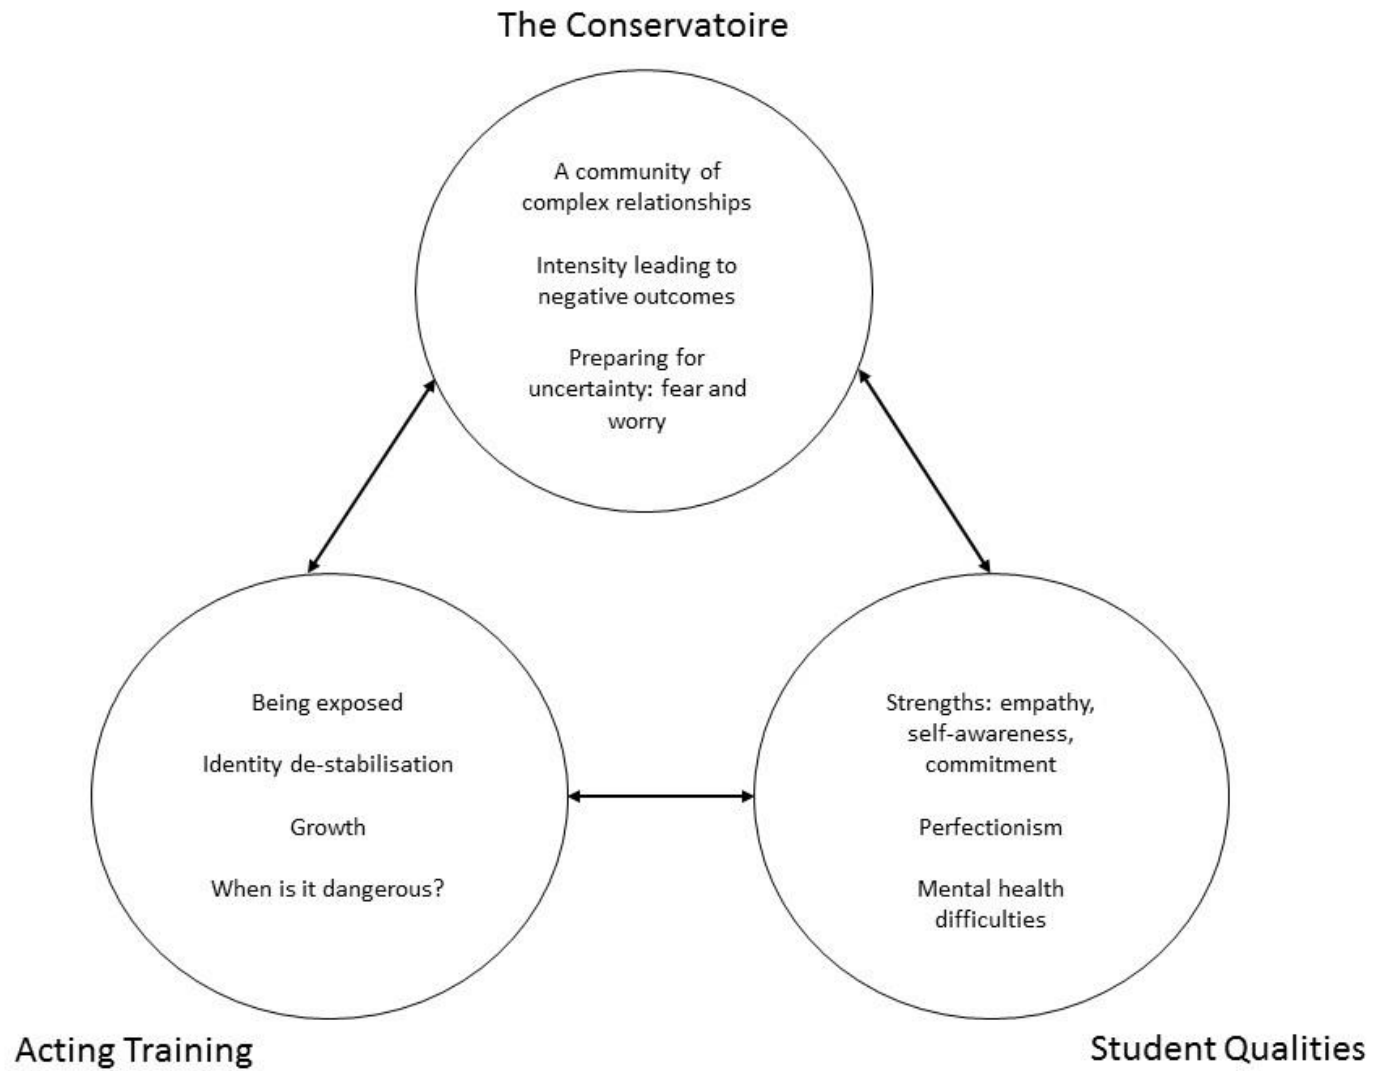 The Conservatoire
A community of
complex relationships
Intensity leading to
negative outcomes
Preparing for
uncertainty: fear and
worry
Being exposed
Identity de-stabilisation
Growth
When is it dangerous?
Acting Training
Strengths: empathy,
self-awareness,
commitment
Perfectionism
Mental health
difficulties
Student Qualities